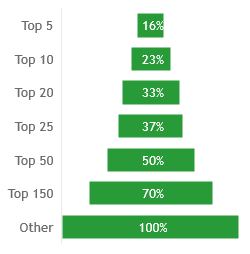 Top 5 16%
Top 10 23%
Top 20 33%
Top 25 37%
Top 50 50%
Top 150 70%
Other 100%